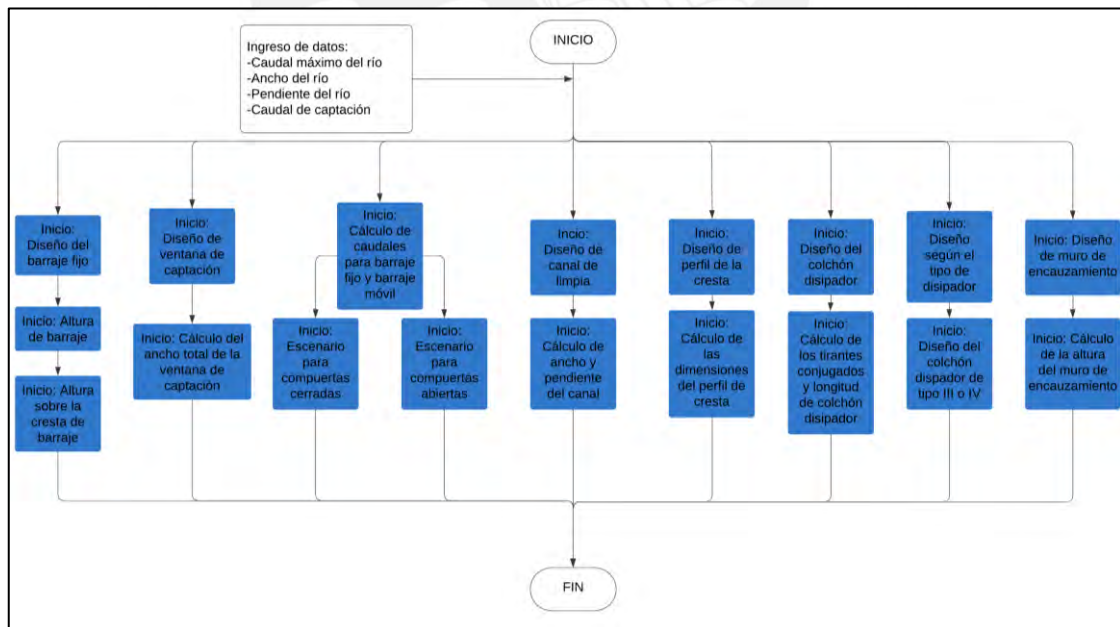 INICIO
Ingreso de datos:
-Caudal máximo del río
-Ancho del río
-Pendiente del río
-Caudal de captación
Inicio:
Diseño del
barraje fijo
Inicio: Altura
de barraje
Inicio: Altura
sobre la
cresta de
barraje
Inicio:
Diseño de
ventana de
captación
Inicio: Cálculo del
ancho total de la
ventana de
captación
Inicio:
Cálculo de
caudales
para barraje
fijo y barraje
móvil
Inicio:
Escenario
para
compuertas
cerradas
Inicio:
Escenario
para
compuertas
abiertas
Inicio:
Diseño de
canal de
limpia
Inicio:
Cálculo de
ancho y
pendiente
del canal
Inicio:
Diseño de
perfil de la
cresta
Inicio:
Cálculo de
las
dimensiones
del perfil de
cresta
Inicio:
Diseño del
colchón
disipador
Inicio:
Cálculo de
los tirantes
conjugados
y longitud
de colchón
disipador
Inicio:
Diseño
según el
tipo de
disipador
Inicio:
Diseño del
colchón
dispador de
tipo III o IV
Inicio: Diseño
de muro de
encauzamiento
Inicio: Cálculo
de la altura
del muro de
encauzamiento
FIN